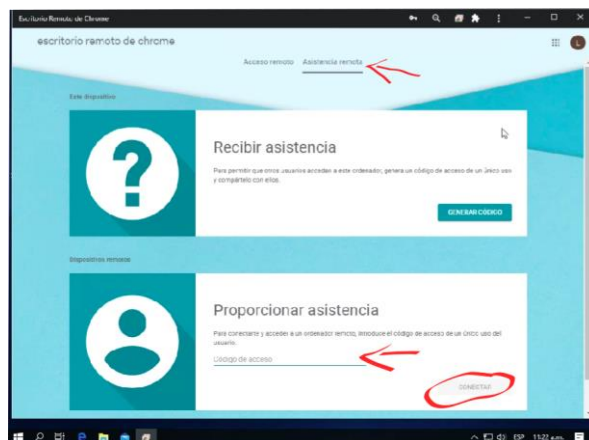 Escritorio Remoto de Chrome
escritorio remoto de chrome
Acceso remoto Asistencia remota
Este dispositivo
Recibir asistencia
Para permitir que otros usuarios accedan a este ordenador, genera un código de acceso de un único uso
y compártelo con ellos.
GENERAR CÓDIGO
Dispositivos remotos
Proporcionar asistencia
Para conectarte y acceder a un ordenador remoto, introduce el código de acceso de un único uso del
usuario.
Código de acceso
CONECTAR
ESP 11:22 a.m.